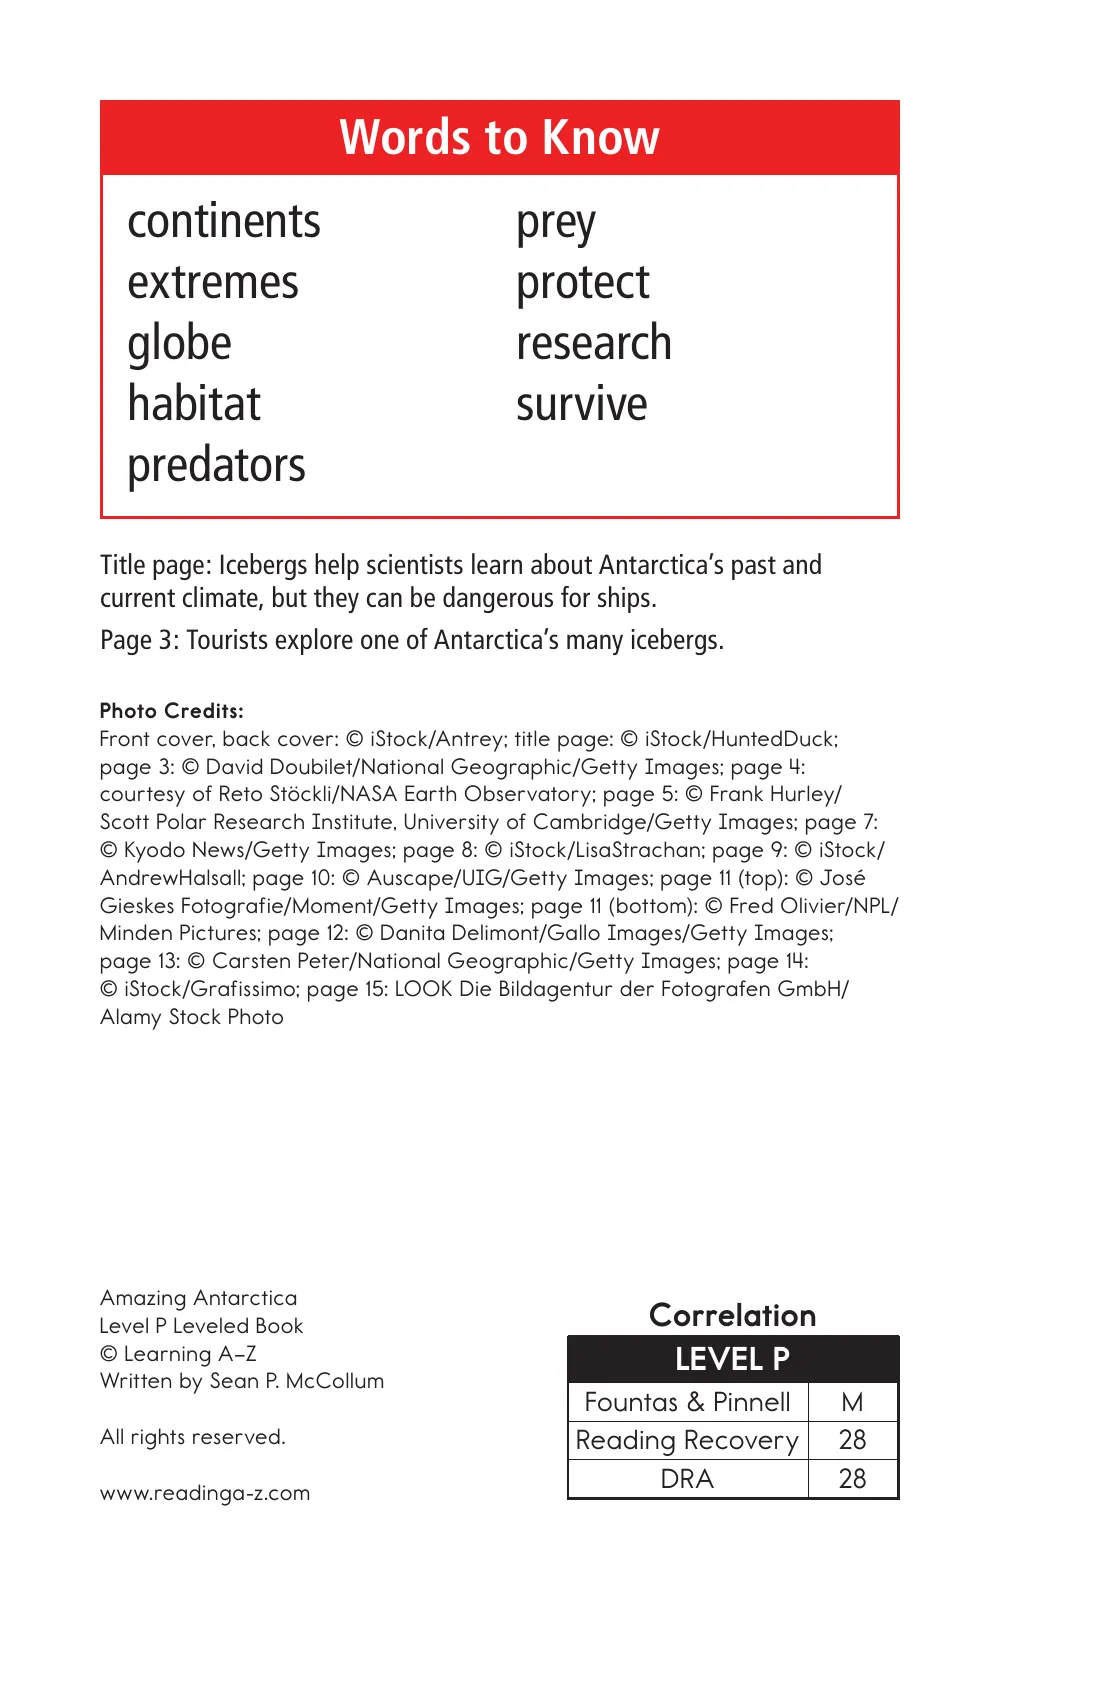 Words to Know
continents
extremes
globe
habitat
predators
prey
protect
research
survive
Title page: Icebergs help scientists learn about Antarctica’s past and
current climate, but they can be dangerous for ships.
Page 3: Tourists explore one of Antarctica’s many icebergs.
Photo Credits:
Front cover, back cover: © iStock/Antrey; title page: © iStock/HuntedDuck;
page 3: © David Doubilet/National Geographic/Getty Images; page 4:
courtesy of Reto Stöckli/NASA Earth Observatory; page 5: © Frank Hurley/
Scott Polar Research Institute, University of Cambridge/Getty Images; page 7:
© Kyodo News/Getty Images; page 8: © iStock/LisaStrachan; page 9: © iStock/
AndrewHalsall; page 10: © Auscape/UIG/Getty Images; page 11 (top): © José
Gieskes Fotografie/Moment/Getty Images; page 11 (bottom): © Fred Olivier/NPL/
Minden Pictures; page 12: © Danita Delimont/Gallo Images/Getty Images;
page 13: © Carsten Peter/National Geographic/Getty Images; page 14:
© iStock/Grafissimo; page 15: LOOK Die Bildagentur der Fotografen GmbH/
Alamy Stock Photo
Amazing Antarctica
Level P Leveled Book
© Learning A–Z
Written by Sean P. McCollum
All rights reserved.
www.readinga-z.com
Correlation
LEVEL P
Fountas & Pinnell M
Reading Recovery 28
DRA 28